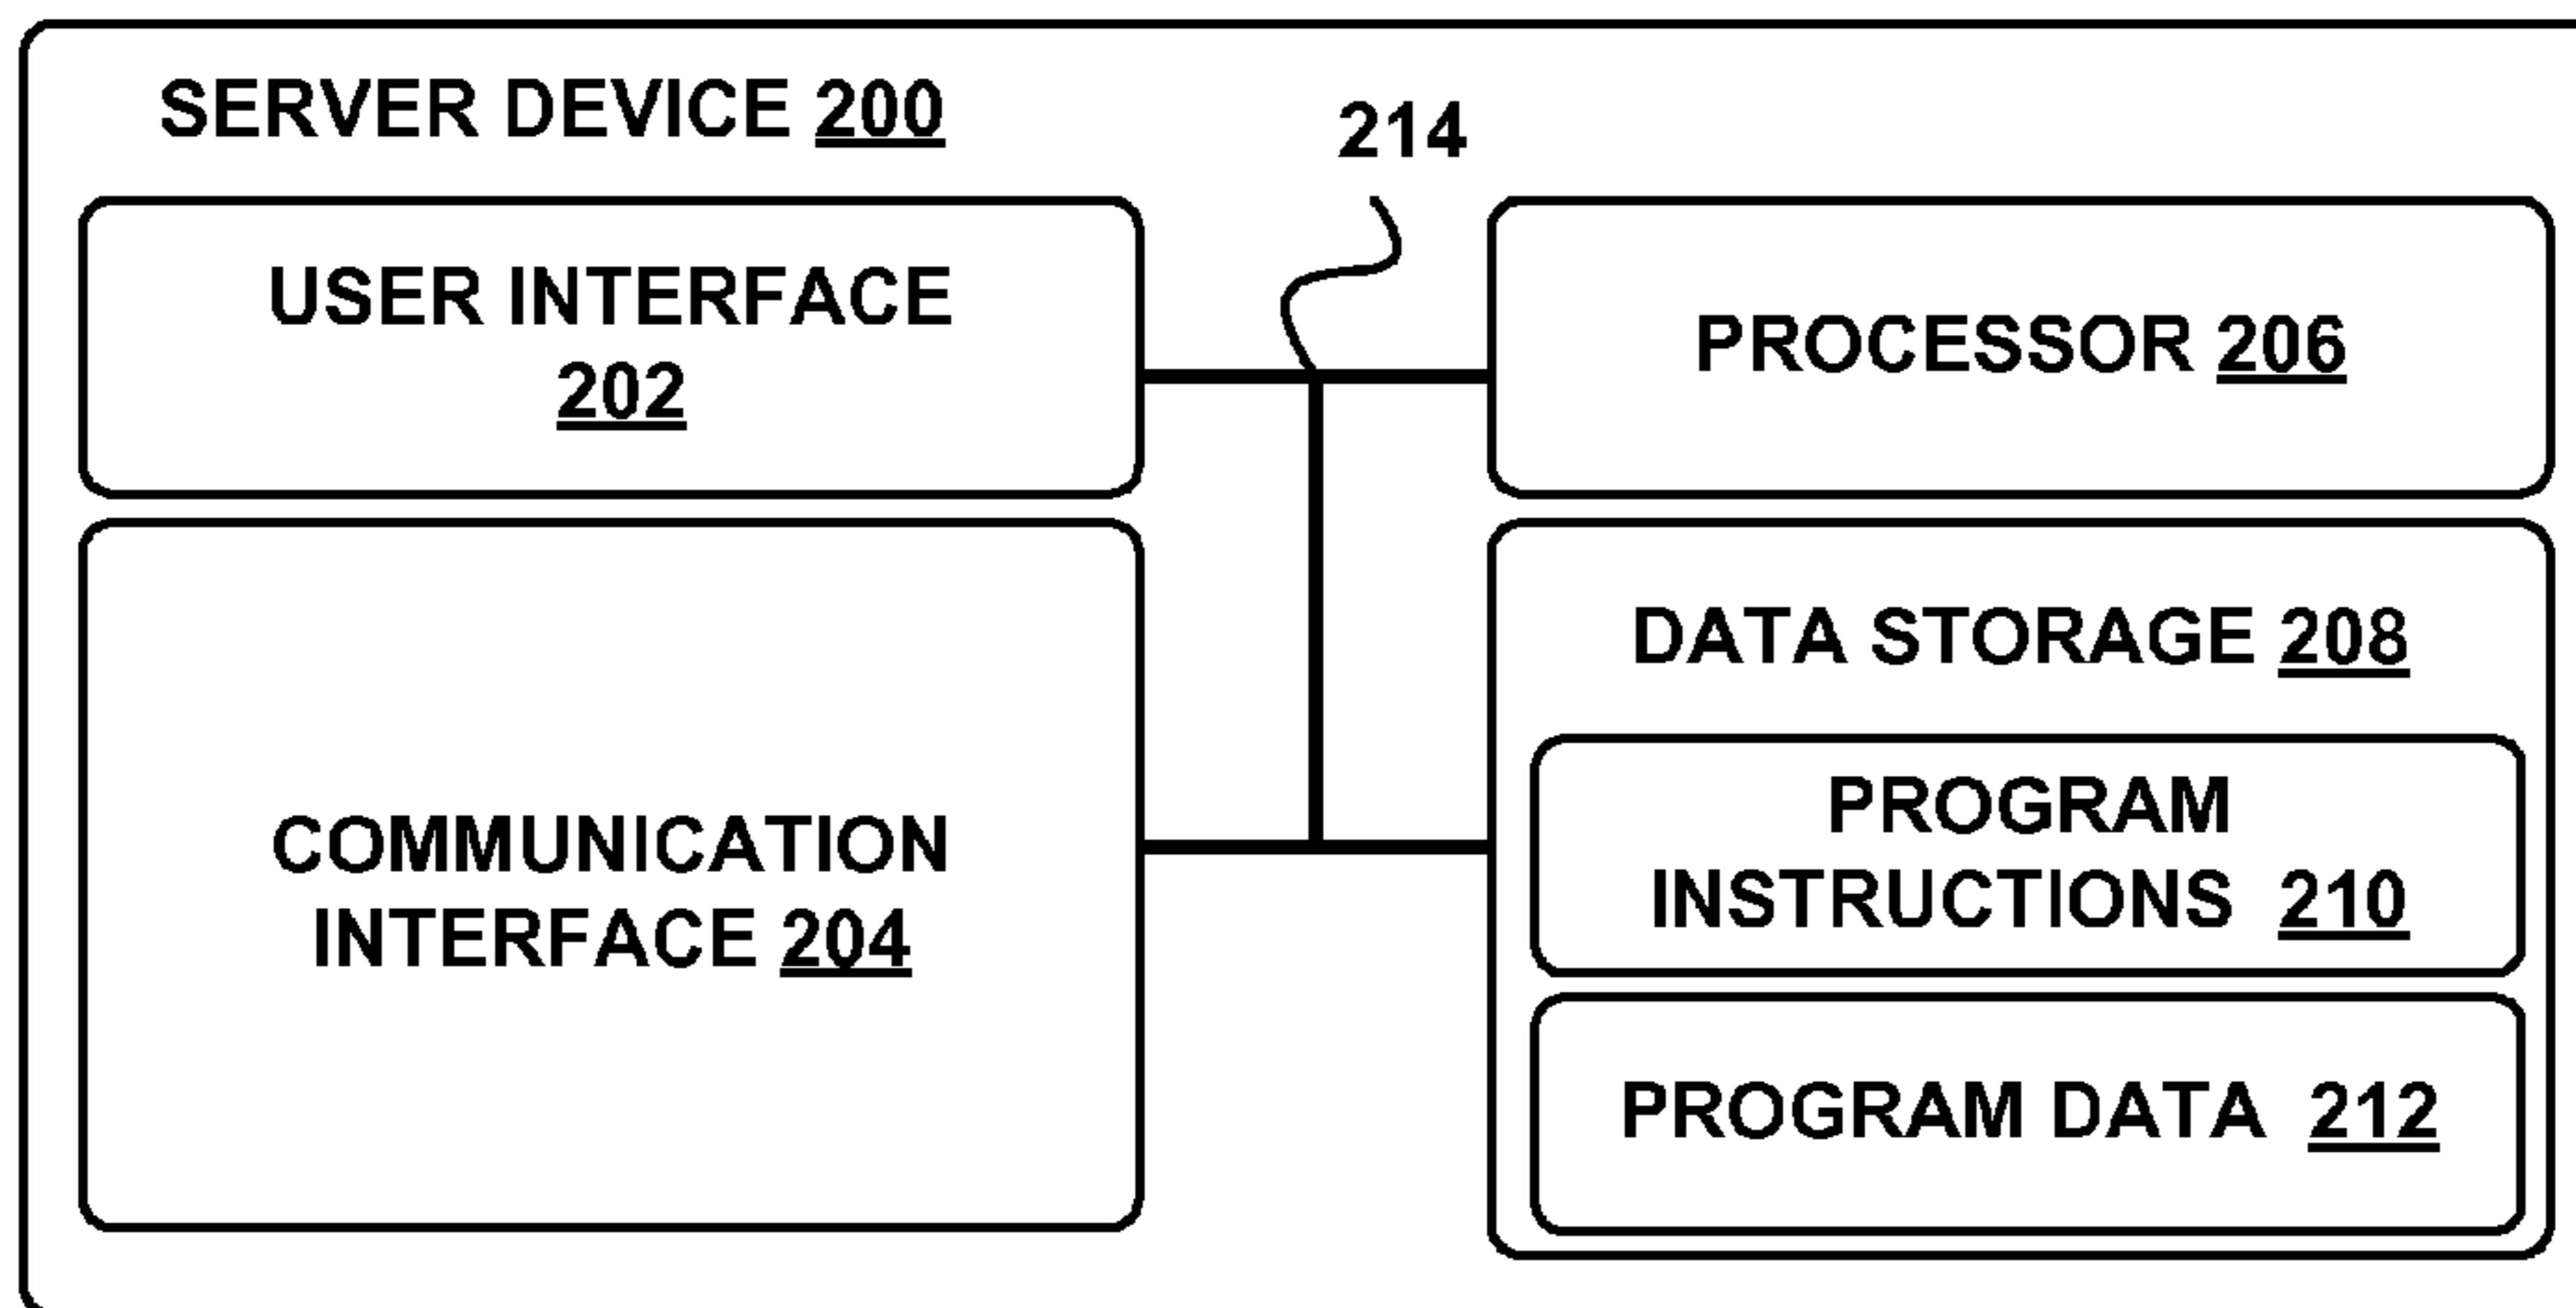 SERVER DEVICE 200
214
USER INTERFACE
202
PROCESSOR 206
COMMUNICATION
INTERFACE 204
DATA STORAGE 208
PROGRAM
INSTRUCTIONS 210
PROGRAM DATA 212